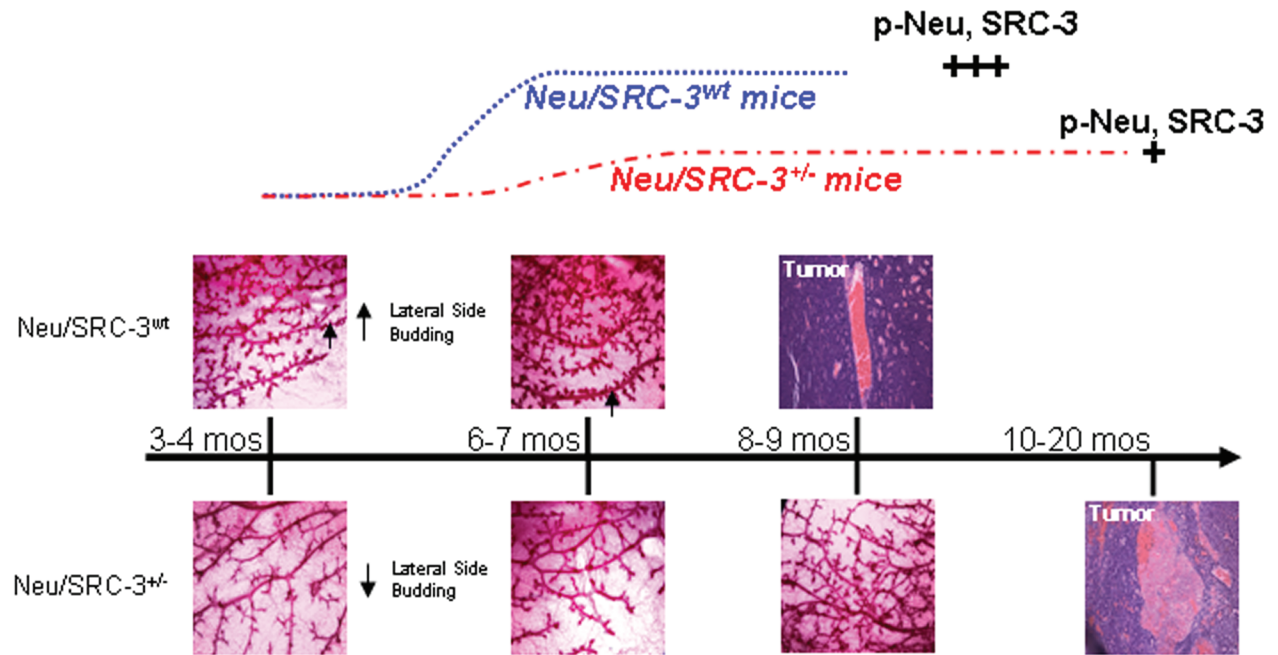 p-Neu, SRC-3
+++
Neu/SRC-3wt mice
p-Neu, SRC-3
+
Neu/SRC-3+/- mice
Tumor
Neu/SRC-3wt
Lateral Side
Budding
3-4 mos
6-7 mos
8-9 mos
10-20 mos
Tumor
Neu/SRC-3+/-
Lateral Side
Budding